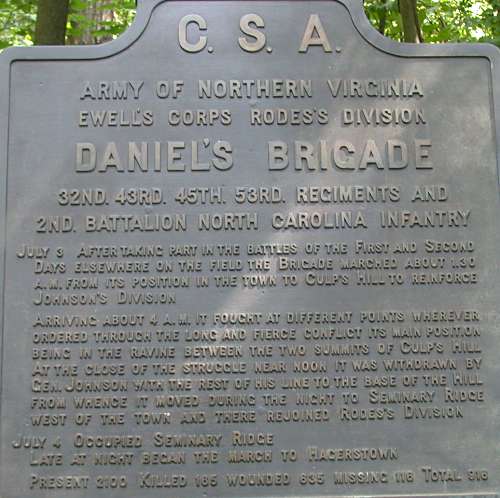 C. S. A.
ARMY OF NORTHERN VIRGINIA
EWELL'S CORPS RODES'S DIVISION
DANIEL'S BRIGADE
32ND. 43RD. 45TH. 53RD. REGIMENTS AND
2ND. BATTALION NORTH CAROLINA INFANTRY
JULY 3 AFTER TAKING PART IN THE BATTLES OF THE FIRST AND SECOND
DAYS ELSEWHERE ON THE FIELD THE BRIGADE MARCHED ABOUT 1.30
A.M. FROM ITS POSITION IN THE TOWN TO CULP'S HILL TO REINFORCE
JOHNSON'S DIVISION
ARRIVING ABOUT 4 A.M. IT FOUGHT AT DIFFERENT POINTS WHEREVER
ORDERED THROUGH THE LONG AND FIERCE CONFLICT ITS MAIN POSITION
BEING IN THE RAVINE BETWEEN THE TWO SUMMITS OF CULP'S HILL
AT THE CLOSE OF THE STRUGGLE NEAR NOON IT WAS WITHDRAWN BY
GEN. JOHNSON WITH THE REST OF HIS LINE TO THE BASE OF THE HILL
FROM WHENCE IT MOVED DURING THE NIGHT TO SEMINARY RIDGE
WEST OF THE TOWN AND THERE REJOINED RODES'S DIVISION
JULY 4 OCCUPIED SEMINARY RIDGE
LATE AT NIGHT BEGAN THE MARCH TO HAGERSTOWN
PRESENT 2100 KILLED 165 WOUNDED 635 MISSING 116 TOTAL 916